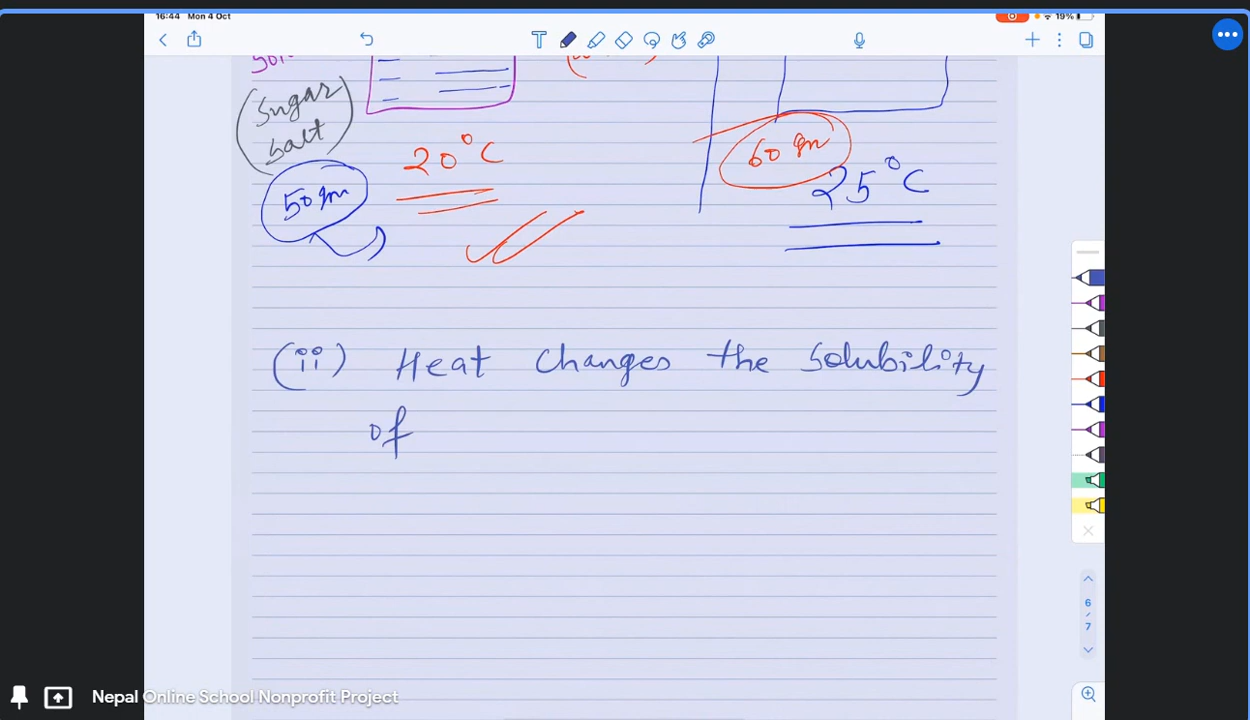 16:44 Mon 4 Oct
19%
Sugar
Salt
50 gm
20°C
60 gm
25°C
(ii) Heat Changes the Solubility
of
6
/
7
Nepal Online School Nonprofit Project